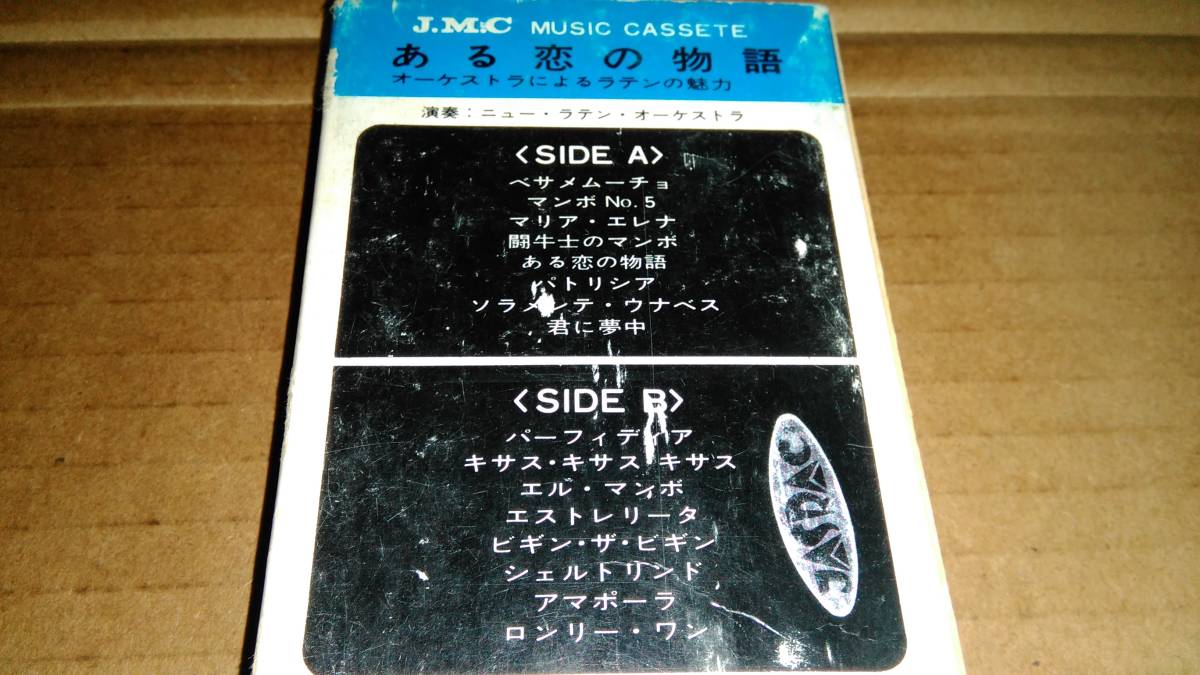 J.M.C MUSIC CASSETE
ある恋の物語
オーケストラによるラテンの魅力
演奏:ニュー・ラテン・オーケストラ
〈SIDE A〉
ベサメムーチョ
マンボ No. 5
マリア・エレナ
闘牛士のマンボ
ある恋の物語
パトリシア
ソラメンテ・ウナベス
君に夢中
〈SIDE B〉
パーフィディア
キサス・キサス キサス
エル・マンボ
エストレリータ
ビギン・ザ・ビギン
シェルトリンド
アマポーラ
ロンリー・ワン
JASRAC